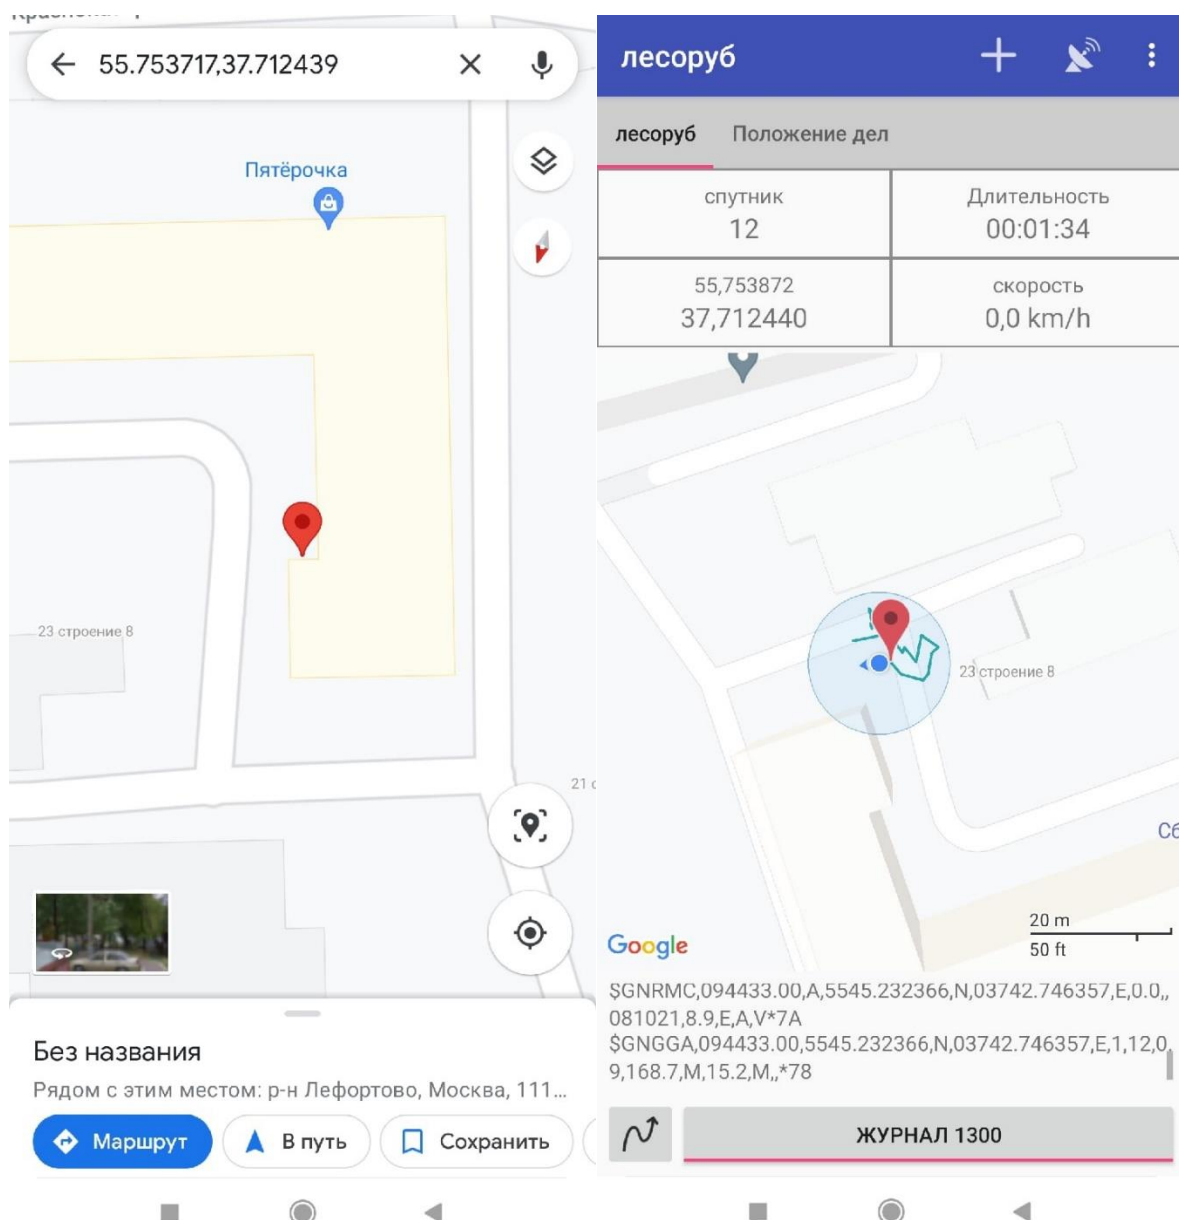 55.753717,37.712439
Пятёрочка
23 строение 8
Без названия
Рядом с этим местом: р-н Лефортово, Москва, 111...
Маршрут
В путь
Сохранить
лесоруб
лесоруб
Положение дел
спутник
12
Длительность
00:01:34
55,753872
37,712440
скорость
0,0 km/h
23 строение 8
Сб
20 m
50 ft
Google
$GNRMC,094433.00,A,5545.232366,N,03742.746357,E,0.0,,
081021,8.9,E,A,V*7A
$GNGGA,094433.00,5545.232366,N,03742.746357,E,1,12,0,
9,168.7,M,15.2,M,,*78
ЖУРНАЛ 1300